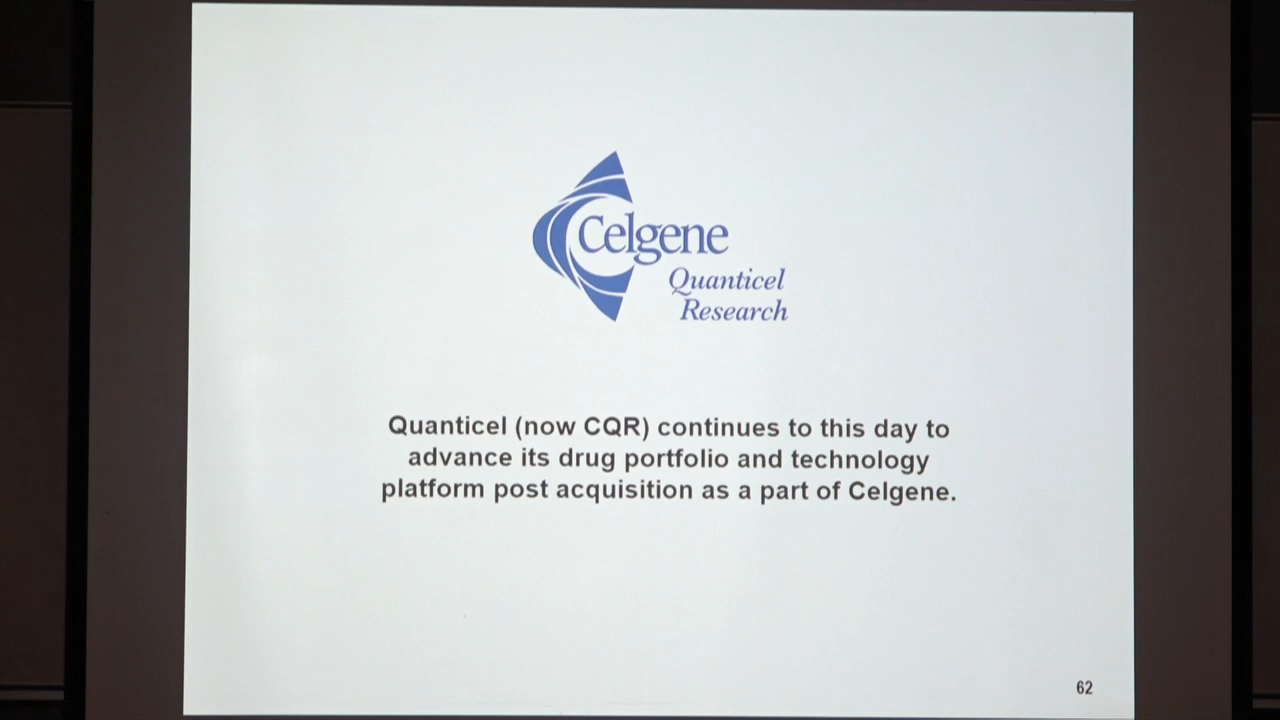 Celgene
Quanticel
Research
Quanticel (now CQR) continues to this day to
advance its drug portfolio and technology
platform post acquisition as a part of Celgene.
62